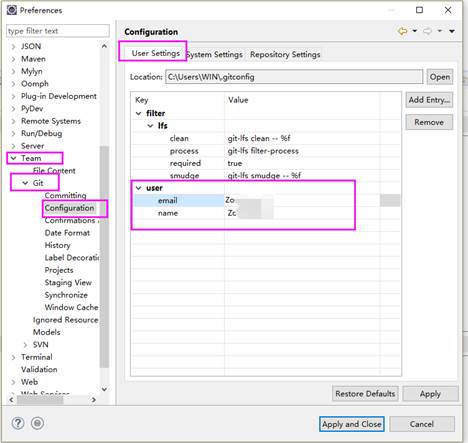 Preferences
type filter text
JSON
Maven
Mylyn
Oomph
Plug-in Development
PyDev
Remote Systems
Run/Debug
Server
Team
File Content
Git
Committing
Configuration
Confirmations
Date Format
History
Label Decoratio
Projects
Staging View
Synchronize
Window Cache
Ignored Resource
Models
SVN
Terminal
Validation
Web
Web Services
Configuration
User Settings
System Settings
Repository Settings
Location:
C:\Users\WIN\.gitconfig
Open
Key
Value
filter
lfs
clean
git-lfs clean -- %f
process
git-lfs filter-process
required
true
smudge
git-lfs smudge -- %f
user
email
Zo
name
Zc
Add Entry...
Remove
Restore Defaults
Apply
Apply and Close
Cancel